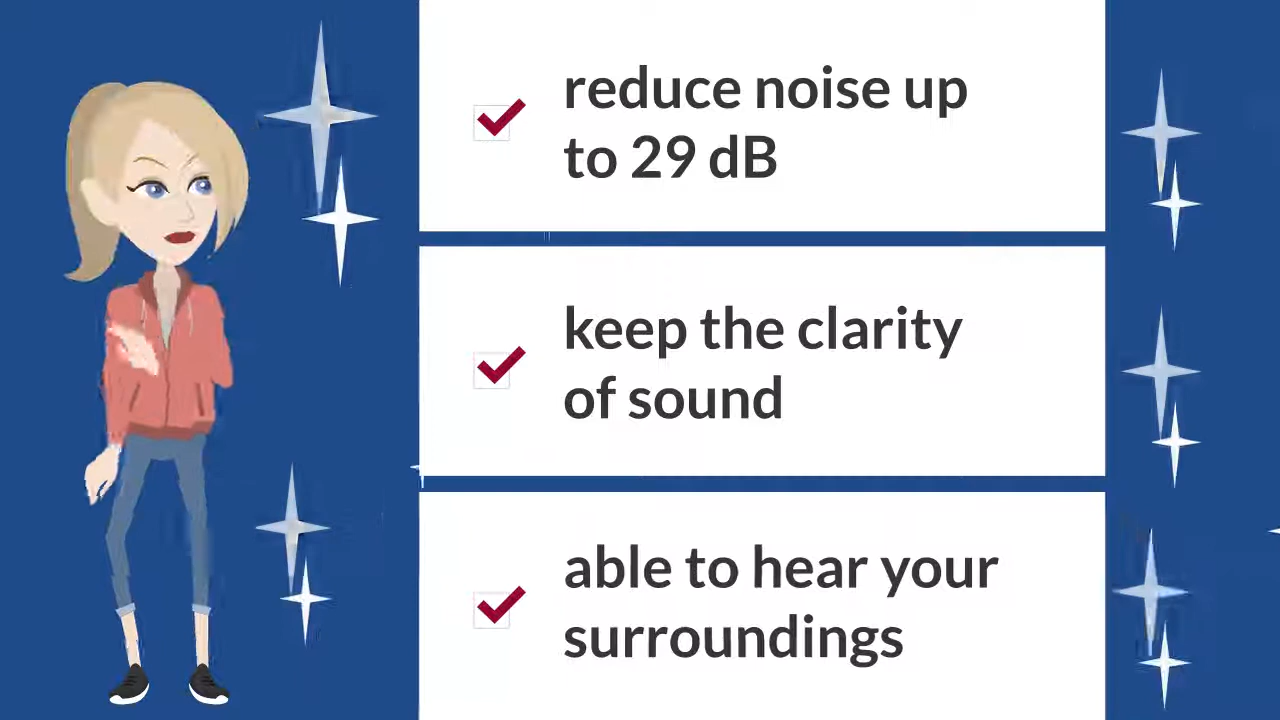 reduce noise up
to 29 dB
keep the clarity
of sound
able to hear your
surroundings